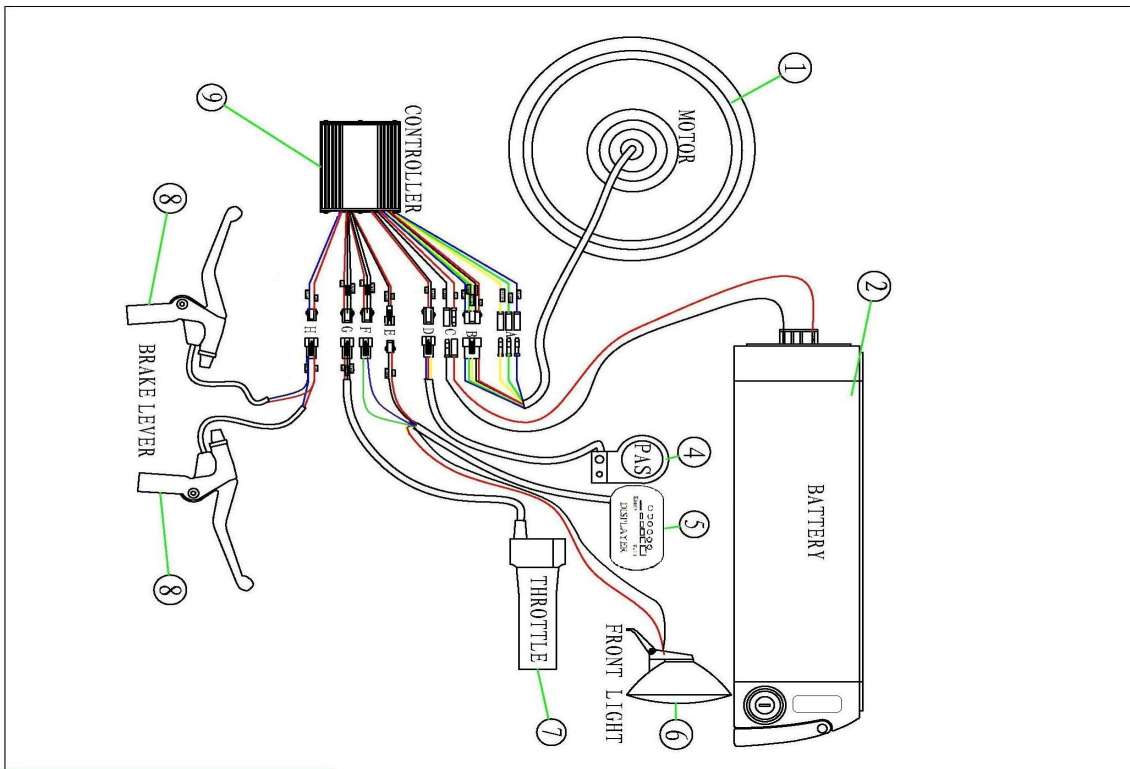 1
MOTOR
2
BATTERY
CONTROLLER
9
8
BRAKE LEVER
8
A
B
C
D
E
F
G
H
PAS
4
DISPLAYER
5
THROTTLE
7
FRONT LIGHT
6